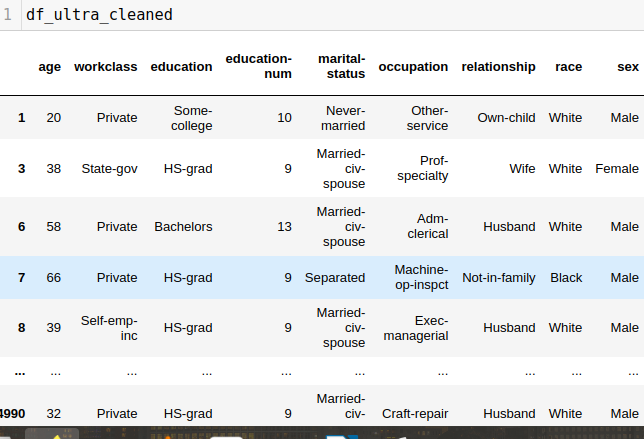 1 df_ultra_cleaned
age workclass education education-num marital-status occupation relationship race sex
1 20 Private Some-college 10 Never-married Other-service Own-child White Male
3 38 State-gov HS-grad 9 Married-civ-spouse Prof-specialty Wife White Female
6 58 Private Bachelors 13 Married-civ-spouse Adm-clerical Husband White Male
7 66 Private HS-grad 9 Separated Machine-op-inspct Not-in-family Black Male
8 39 Self-emp-inc HS-grad 9 Married-civ-spouse Exec-managerial Husband White Male
... ... ... ... ... ... ... ... ... ...
4990 32 Private HS-grad 9 Married-civ- Craft-repair Husband White Male